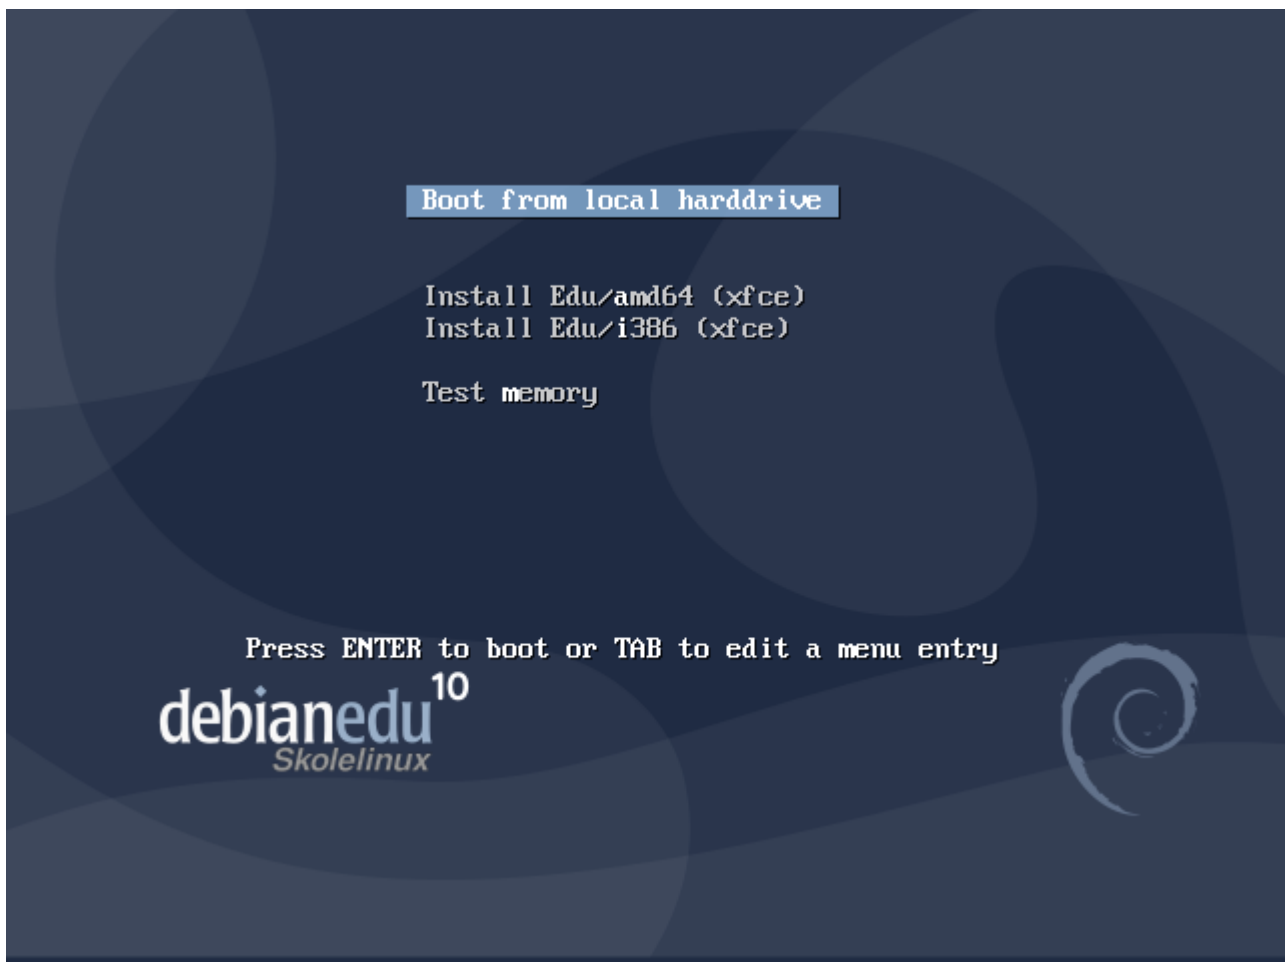 Boot from local harddrive
Install Edu/amd64 (xfce)
Install Edu/i386 (xfce)
Test memory
Press ENTER to boot or TAB to edit a menu entry
debianedu 10
Skolelinux